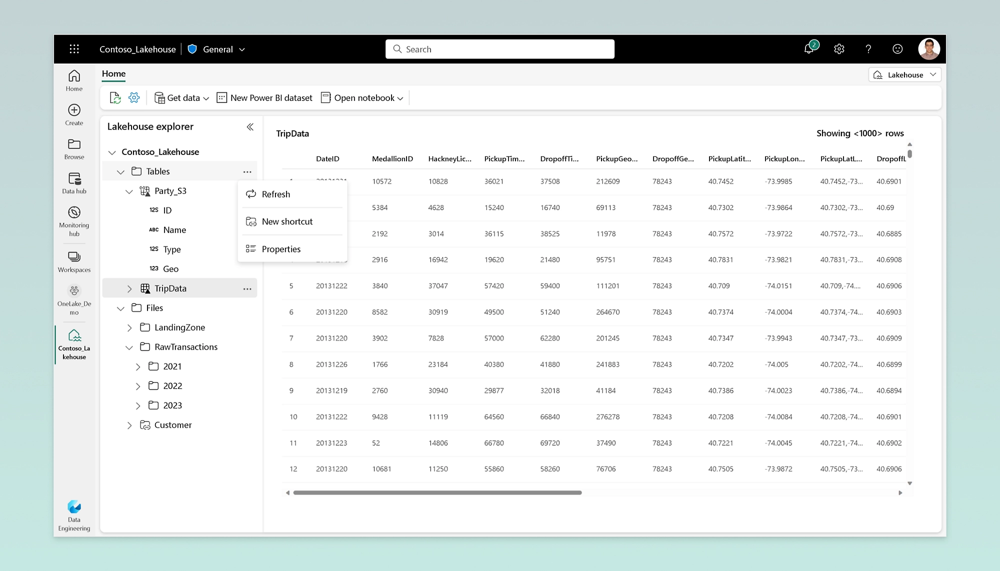 Contoso_Lakehouse General Search 2
Home
Create
Browse
Data hub
Monitoring
hub
Workspaces
OneLake_De
mo
Contoso_La
kehouse
Data
Engineering
Home Lakehouse
Get data New Power BI dataset Open notebook
Lakehouse explorer
Contoso_Lakehouse
Tables ...
Party_S3
12S ID
ABC Name
12S Type
123 Geo
TripData ...
Files
LandingZone
RawTransactions
2021
2022
2023
Customer
Refresh
New shortcut
Properties
TripData Showing <1000> rows
DateID MedallionID HackneyLic... PickupTim... DropoffTi... PickupGeo... DropoffGe... PickupLatit... PickupLon... PickupLatL... DropoffL
10572 10828 36021 37508 212609 78243 40.7452 -73.9985 40.7452,-73... 40.6901
5384 4628 15240 16740 69113 78243 40.7302 -73.9864 40.7302,-73... 40.69
2192 3014 36115 38525 11978 78243 40.7572 -73.9722 40.7572,-73... 40.6885
2916 16942 19620 21480 95751 78243 40.7831 -73.9821 40.7831,-73... 40.6908
5 20131222 3840 37047 57420 59400 111201 78243 40.709 -74.0151 40.709,-74.... 40.6906
6 20131220 8582 30919 49500 51240 264670 78243 40.7374 -74.0004 40.7374,-74... 40.6903
7 20131220 3902 7828 57000 62280 201245 78243 40.7347 -73.9943 40.7347,-73... 40.6909
8 20131226 1766 23184 40380 41880 241883 78243 40.7202 -74.005 40.7202,-74... 40.6899
9 20131219 2760 30940 29877 32018 41184 78243 40.7386 -74.0023 40.7386,-74... 40.6894
10 20131222 9428 11119 64560 66840 276278 78243 40.7208 -74.0084 40.7208,-74... 40.6901
11 20131223 52 14806 66780 69720 37490 78243 40.7221 -74.0045 40.7221,-74... 40.6902
12 20131220 10681 11250 55860 58260 76706 78243 40.7505 -73.9872 40.7505,-73... 40.6906